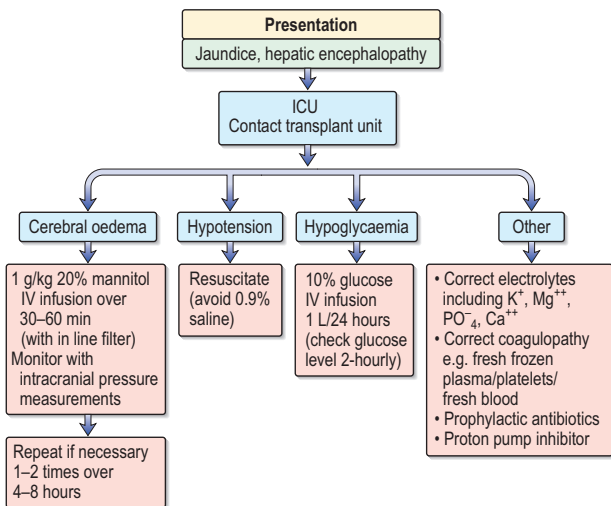 Presentation
Jaundice, hepatic encephalopathy
ICU
Contact transplant unit
Cerebral oedema
1 g/kg 20% mannitol
IV infusion over
30–60 min
(with in line filter)
Monitor with
intracranial pressure
measurements
Repeat if necessary
1–2 times over
4–8 hours
Hypotension
Resuscitate
(avoid 0.9%
saline)
Hypoglycaemia
10% glucose
IV infusion
1 L/24 hours
(check glucose
level 2-hourly)
Other
• Correct electrolytes
including K⁺, Mg⁺⁺,
PO⁻₄, Ca⁺⁺
• Correct coagulopathy
e.g. fresh frozen
plasma/platelets/
fresh blood
• Prophylactic antibiotics
• Proton pump inhibitor